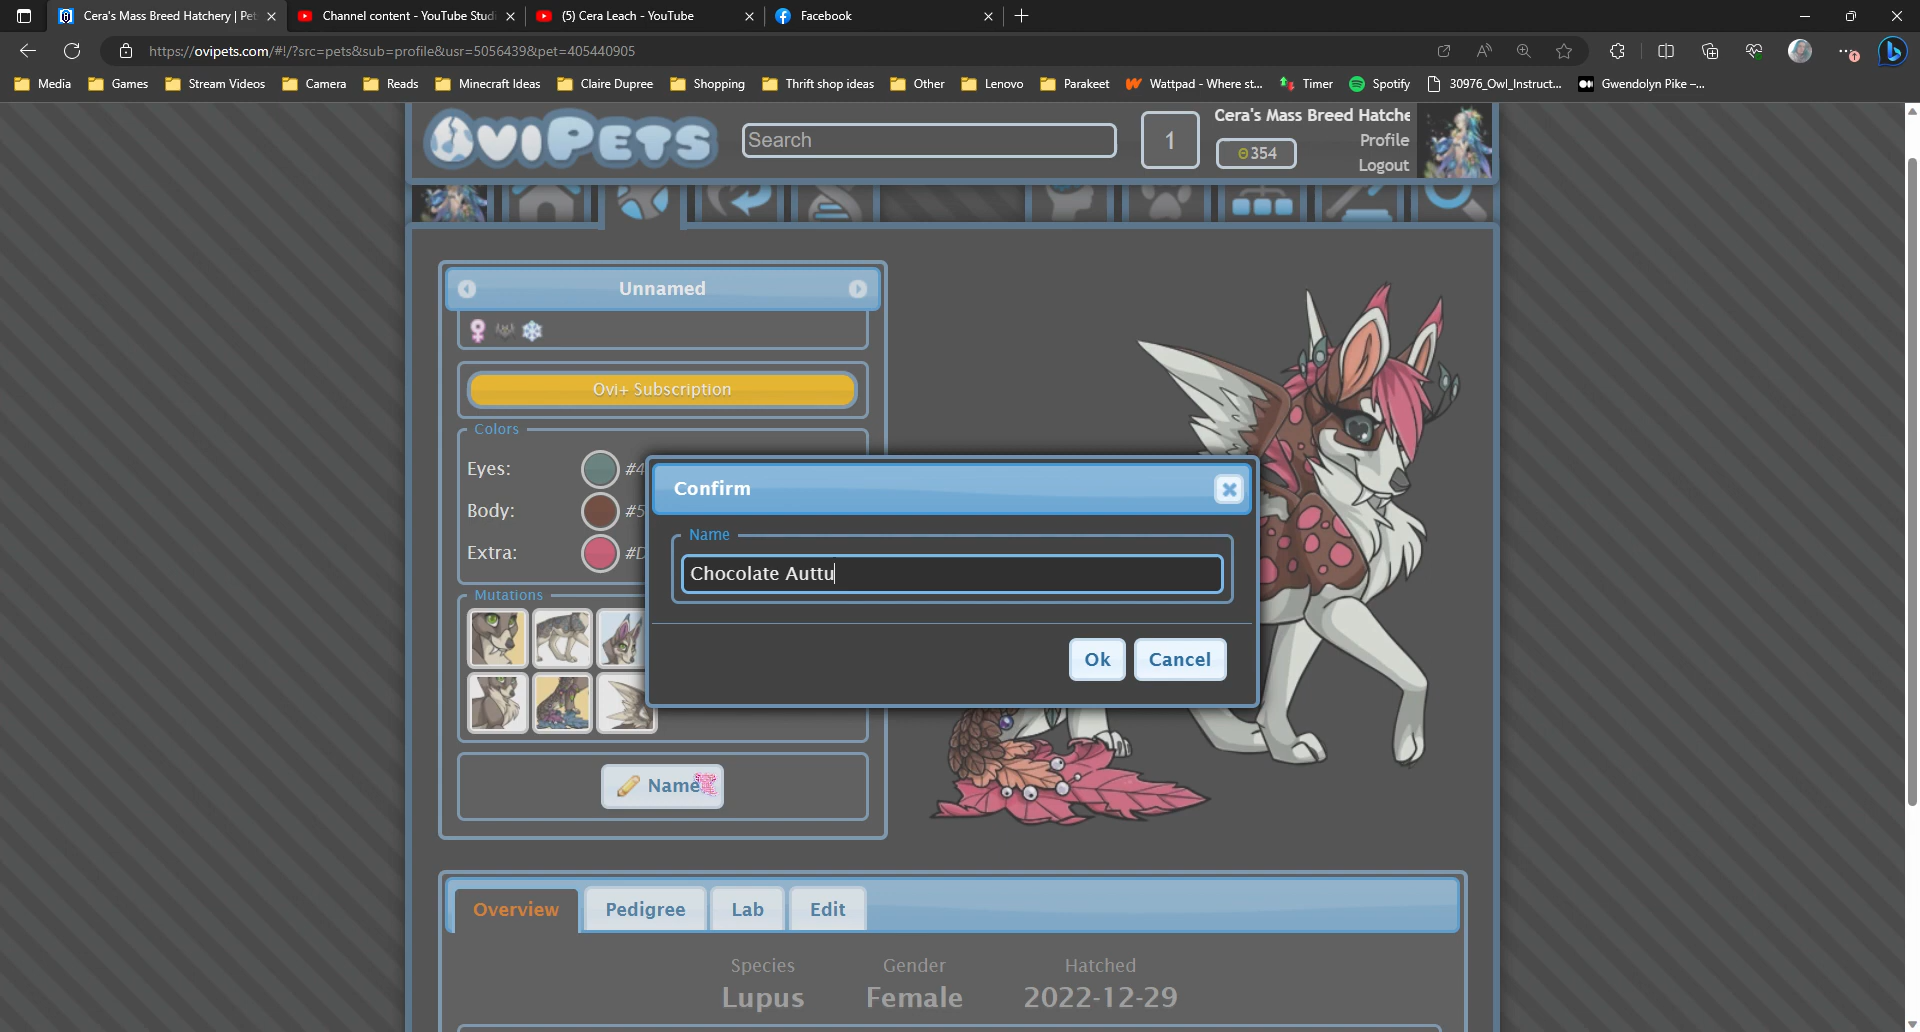 Cera's Mass Breed Hatchery | Pet
Channel content - YouTube Studi
(5) Cera Leach - YouTube
Facebook
https://ovipets.com/#!/?src=pets&sub=profile&usr=5056439&pet=405440905
Media
Games
Stream Videos
Camera
Reads
Minecraft Ideas
Claire Dupree
Shopping
Thrift shop ideas
Other
Lenovo
Parakeet
Wattpad - Where st...
Timer
Spotify
30976_Owl_Instruct...
Gwendolyn Pike –...
OviPets
Search
1
Cera's Mass Breed Hatche
354
Profile
Logout
Unnamed
Ovi+ Subscription
Colors
Eyes:
#4
Body:
#5
Extra:
#D
Mutations
Confirm
Name
Chocolate Auttu
Ok
Cancel
Name
Overview
Pedigree
Lab
Edit
Species
Gender
Hatched
Lupus
Female
2022-12-29